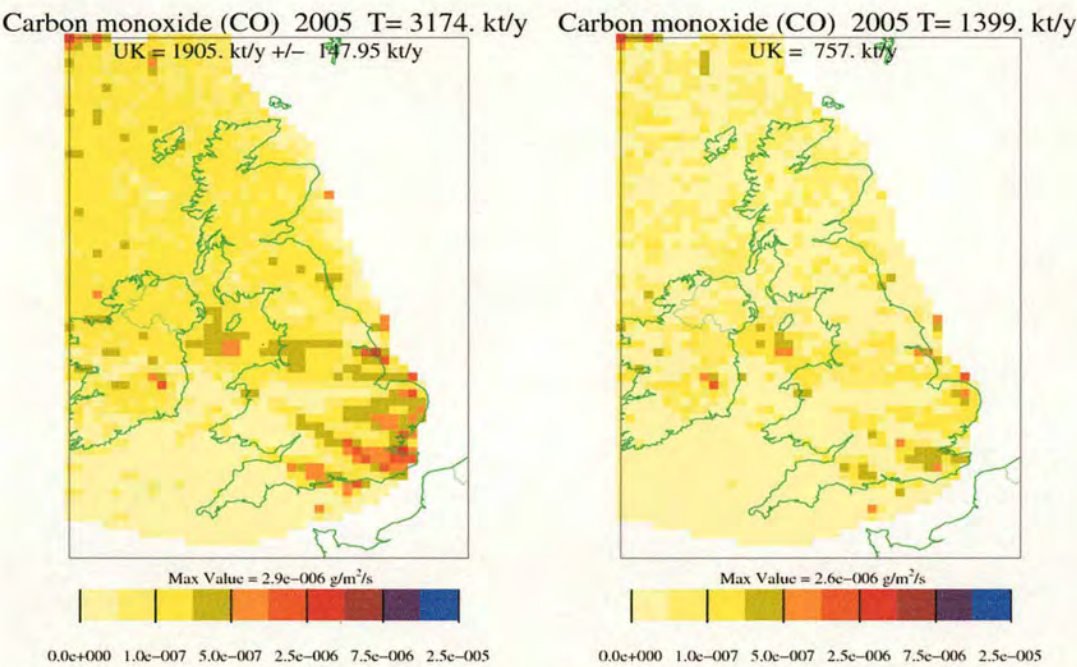 Carbon monoxide (CO)  2005 T= 3174. kt/y
UK = 1905. kt/y +/−  147.95 kt/y
Max Value = 2.9e−006 g/m²/s
0.0e+000 1.0e−007 5.0e−007 2.5e−006 7.5e−006 2.5e−005
Carbon monoxide (CO)  2005 T= 1399. kt/y
UK =  757. kt/y
Max Value = 2.6e−006 g/m²/s
0.0e+000 1.0e−007 5.0e−007 2.5e−006 7.5e−006 2.5e−005